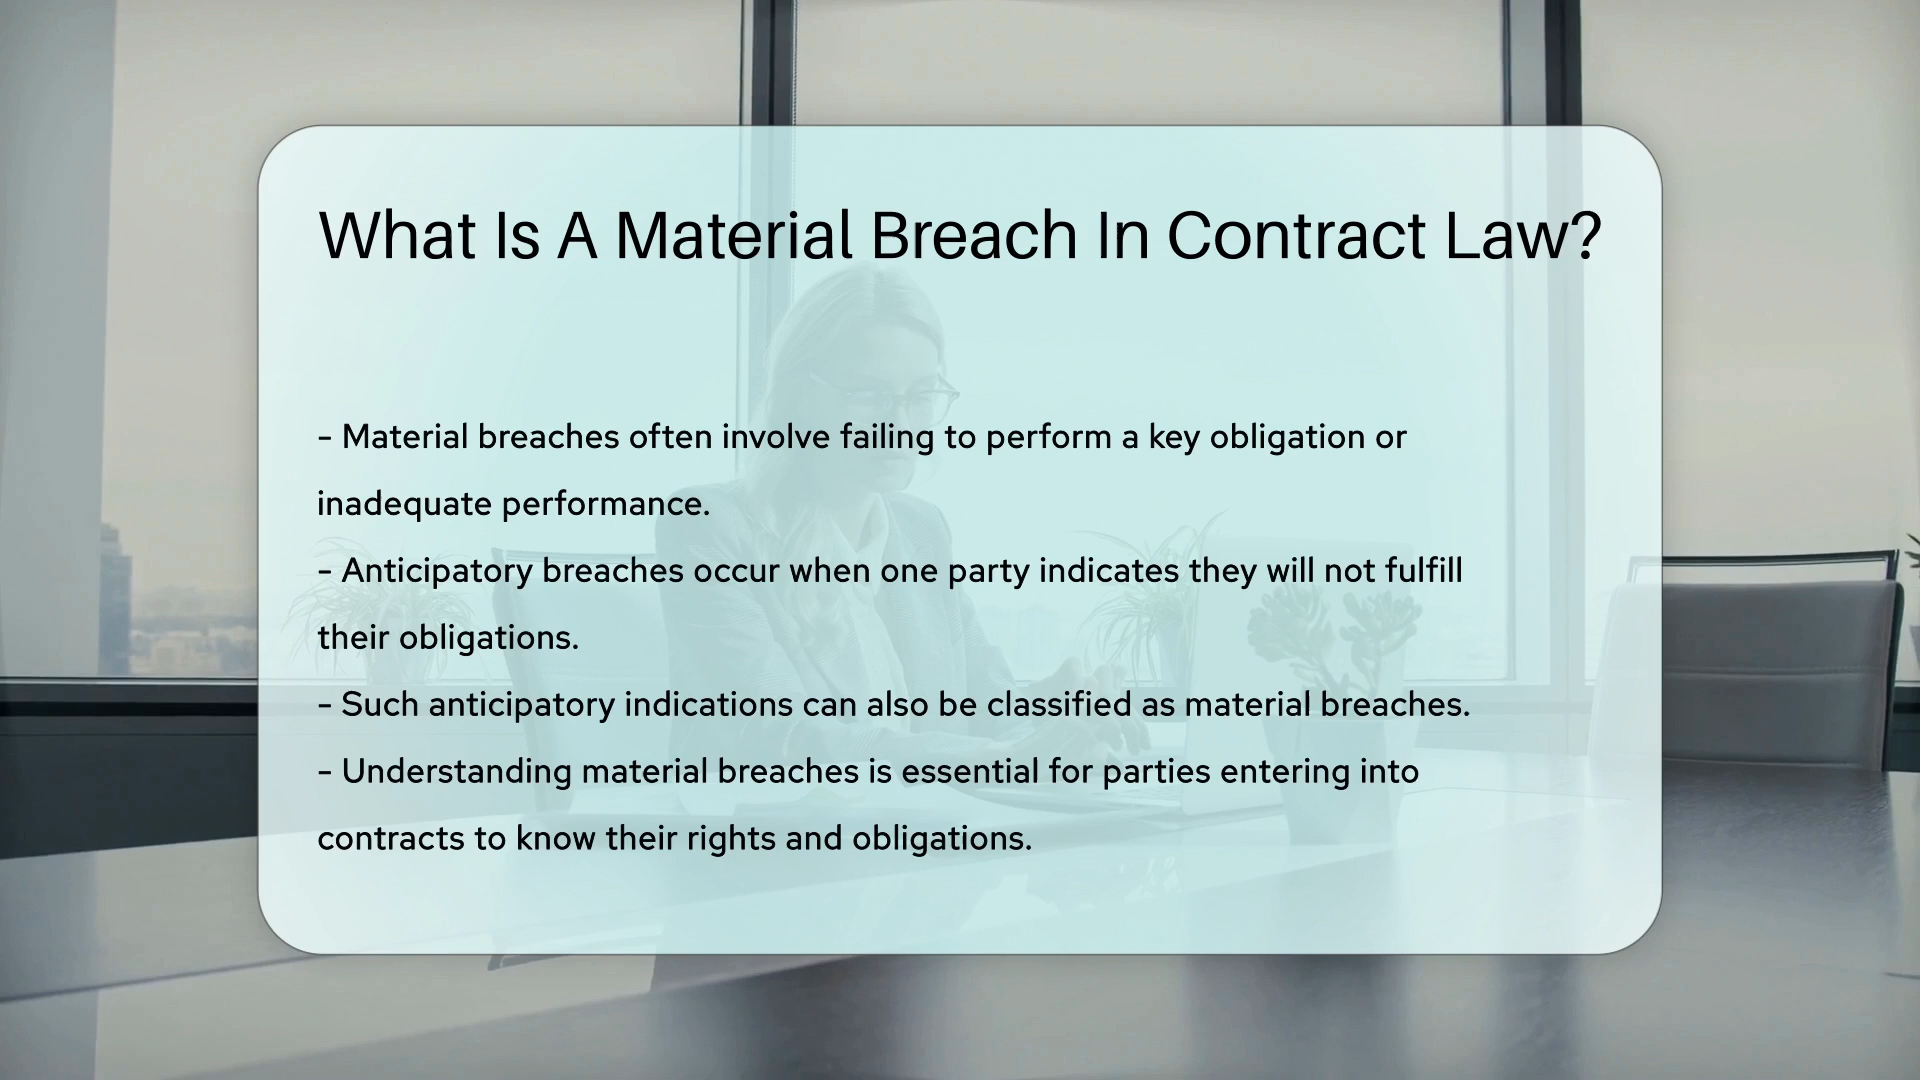 What Is A Material Breach In Contract Law?
- Material breaches often involve failing to perform a key obligation or
inadequate performance.
- Anticipatory breaches occur when one party indicates they will not fulfill
their obligations.
- Such anticipatory indications can also be classified as material breaches.
- Understanding material breaches is essential for parties entering into
contracts to know their rights and obligations.